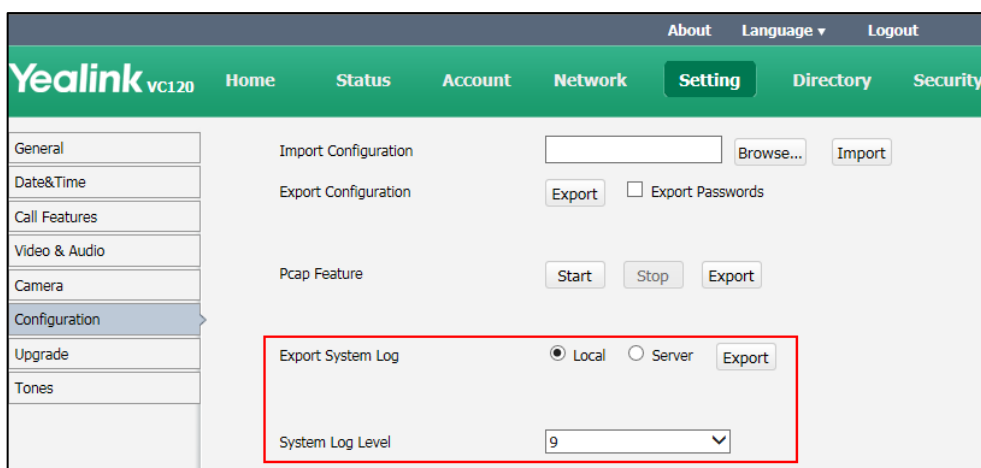 About Language ▾ Logout
Yealink VC120 Home Status Account Network Setting Directory Security
General
Date&Time
Call Features
Video & Audio
Camera
Configuration
Upgrade
Tones
Import Configuration Browse... Import
Export Configuration Export Export Passwords
Pcap Feature Start Stop Export
Export System Log Local Server Export
System Log Level 9